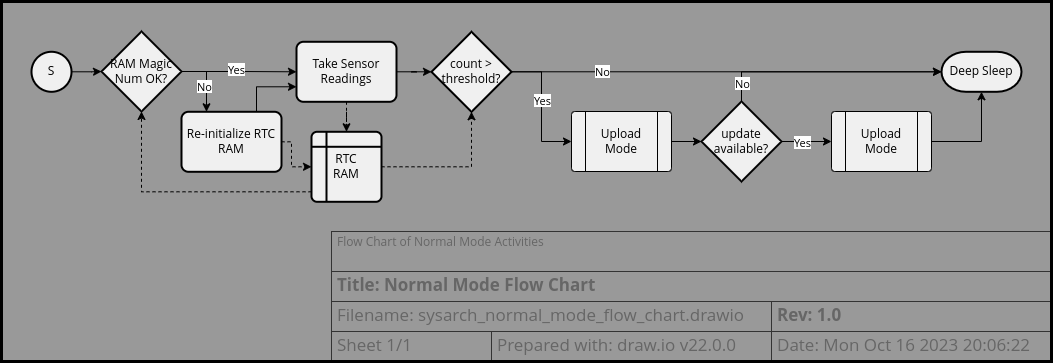 S
RAM Magic
Num OK?
Yes
No
Re-initialize RTC
RAM
Take Sensor
Readings
RTC
RAM
count >
threshold?
No
Yes
Upload
Mode
update
available?
No
Yes
Upload
Mode
Deep Sleep
Flow Chart of Normal Mode Activities
Title: Normal Mode Flow Chart
Filename: sysarch_normal_mode_flow_chart.drawio
Rev: 1.0
Sheet 1/1
Prepared with: draw.io v22.0.0
Date: Mon Oct 16 2023 20:06:22